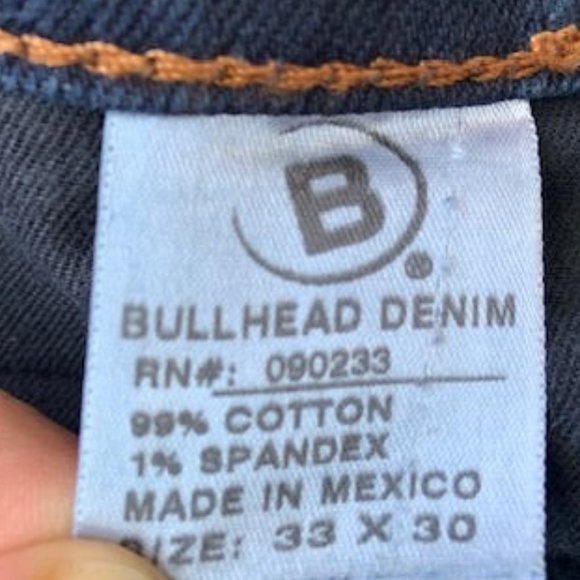 B
BULLHEAD DENIM
RN#: 090233
99% COTTON
1% SPANDEX
MADE IN MEXICO
SIZE: 33 X 30